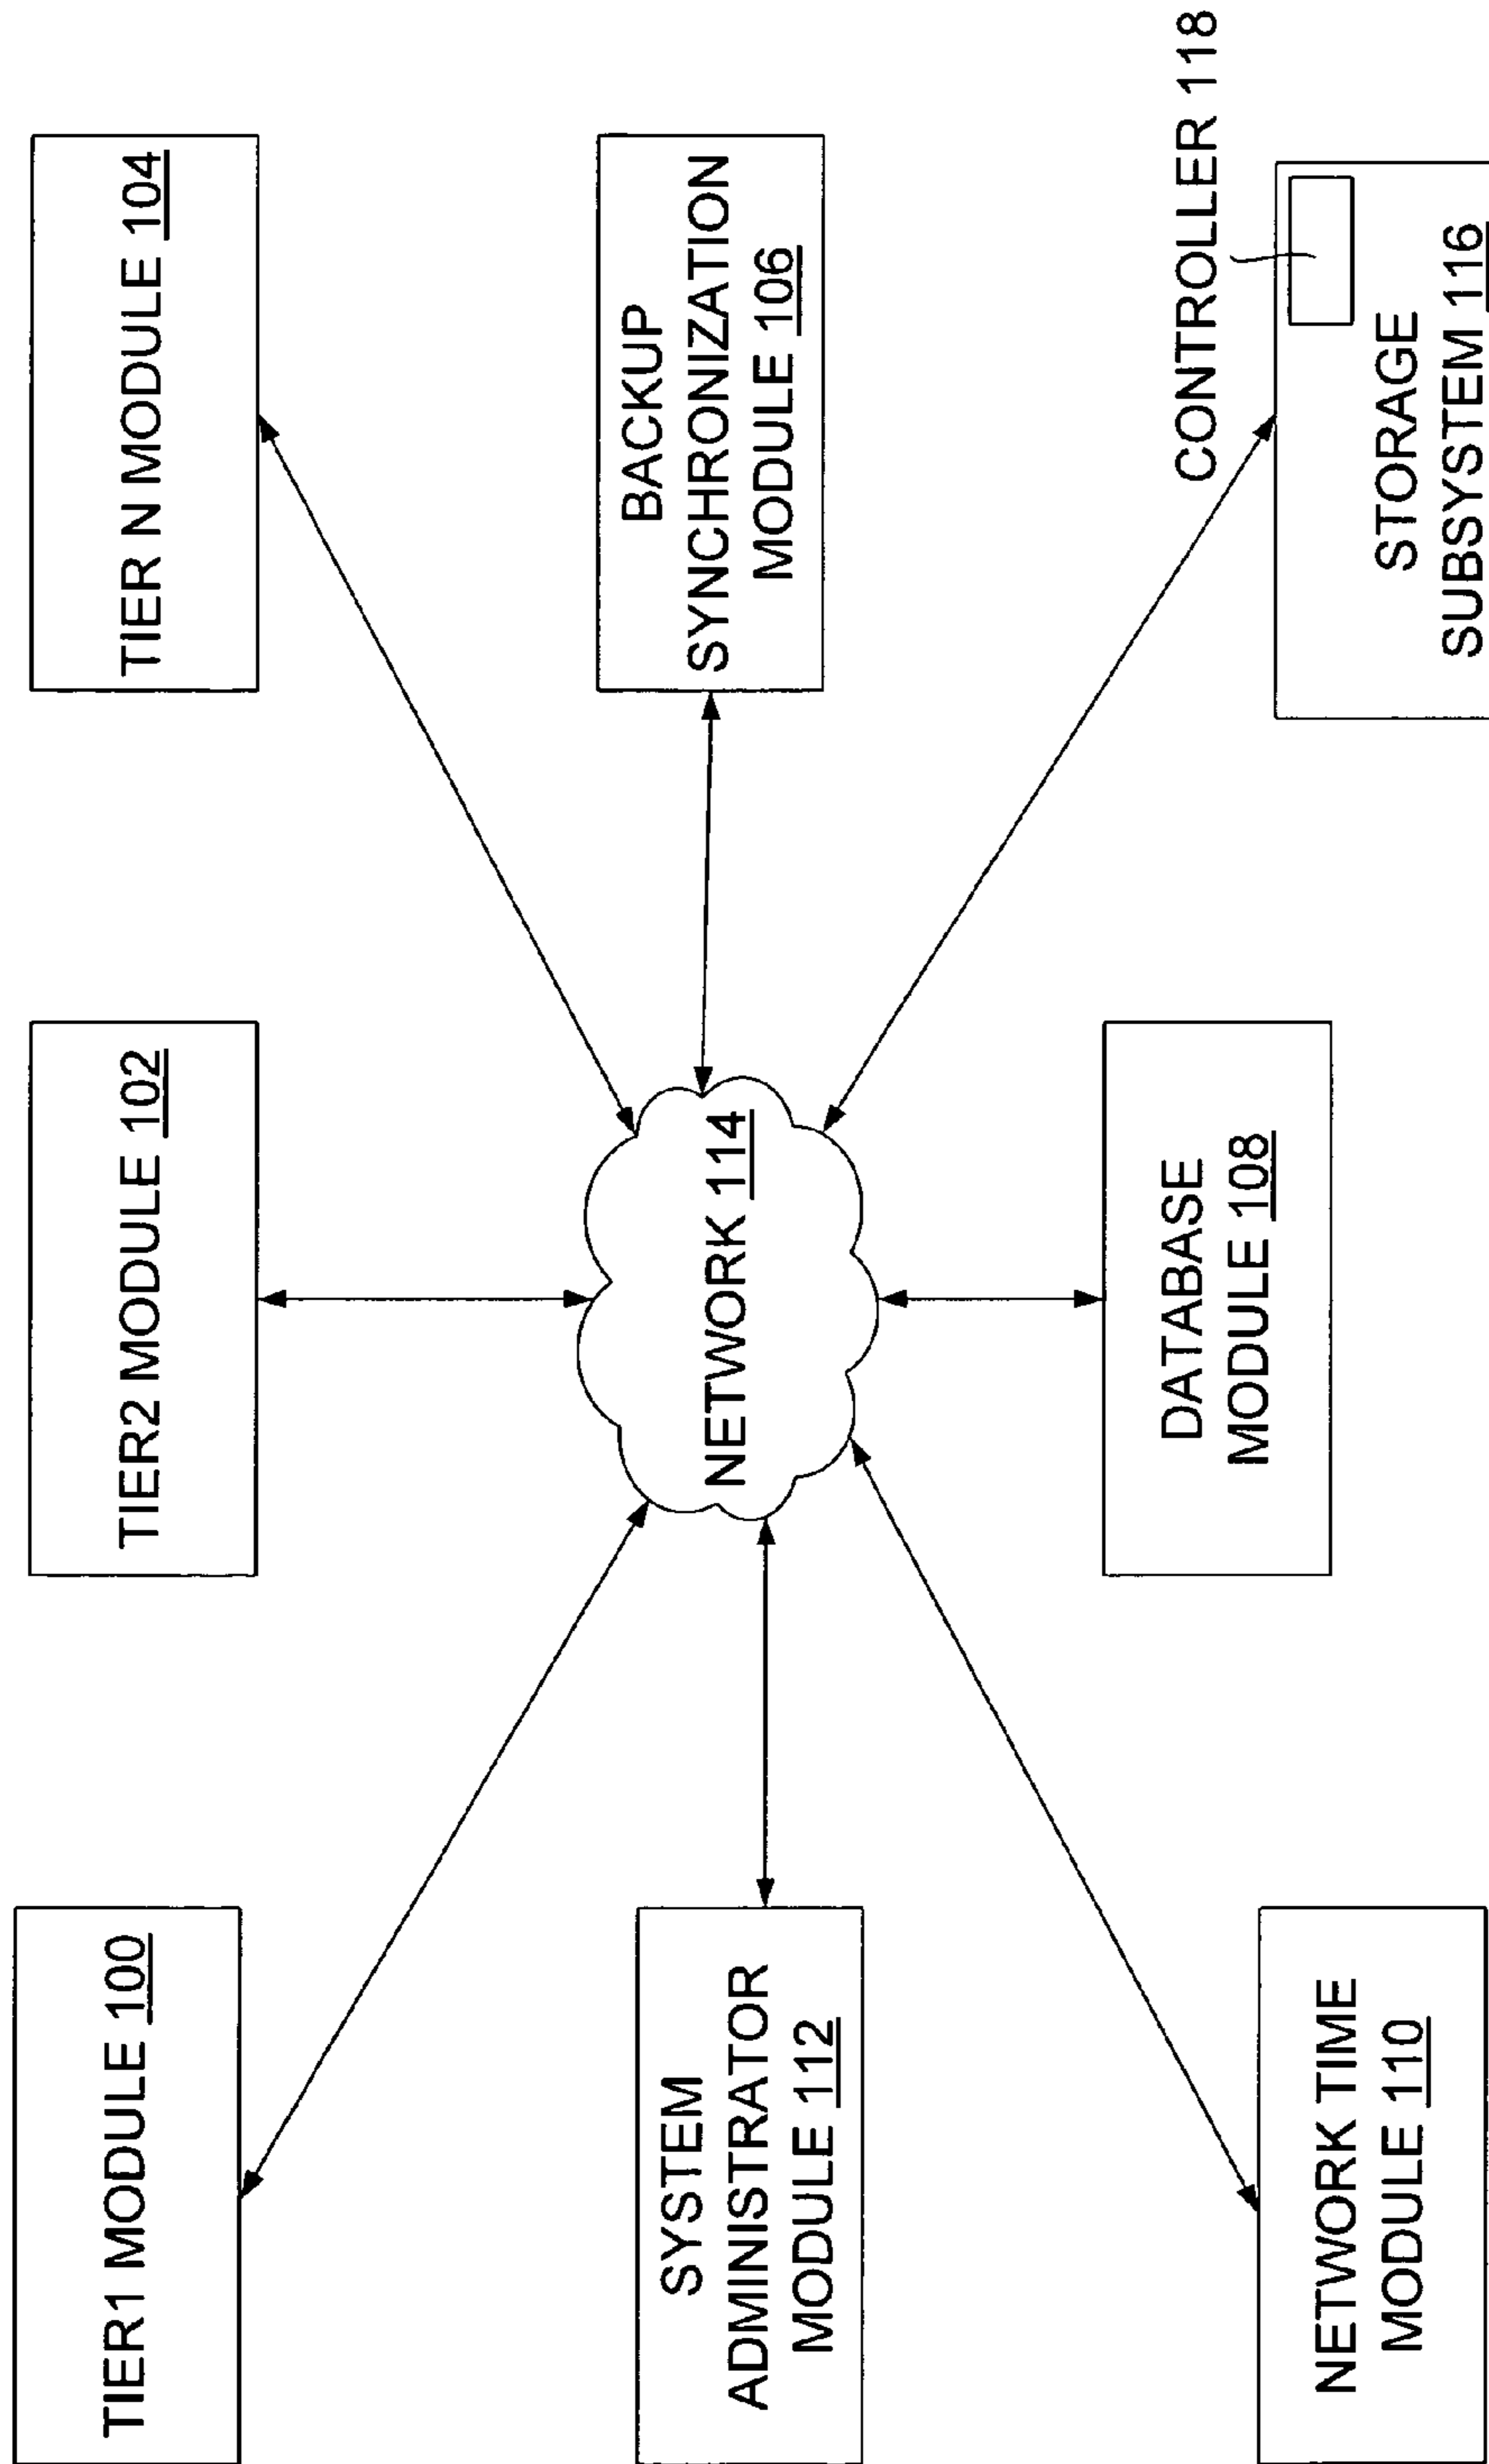 TIER1 MODULE 100
TIER2 MODULE 102
TIER N MODULE 104
SYSTEM
ADMINISTRATOR
MODULE 112
NETWORK 114
BACKUP
SYNCHRONIZATION
MODULE 106
NETWORK TIME
MODULE 110
DATABASE
MODULE 108
CONTROLLER 118
STORAGE
SUBSYSTEM 116